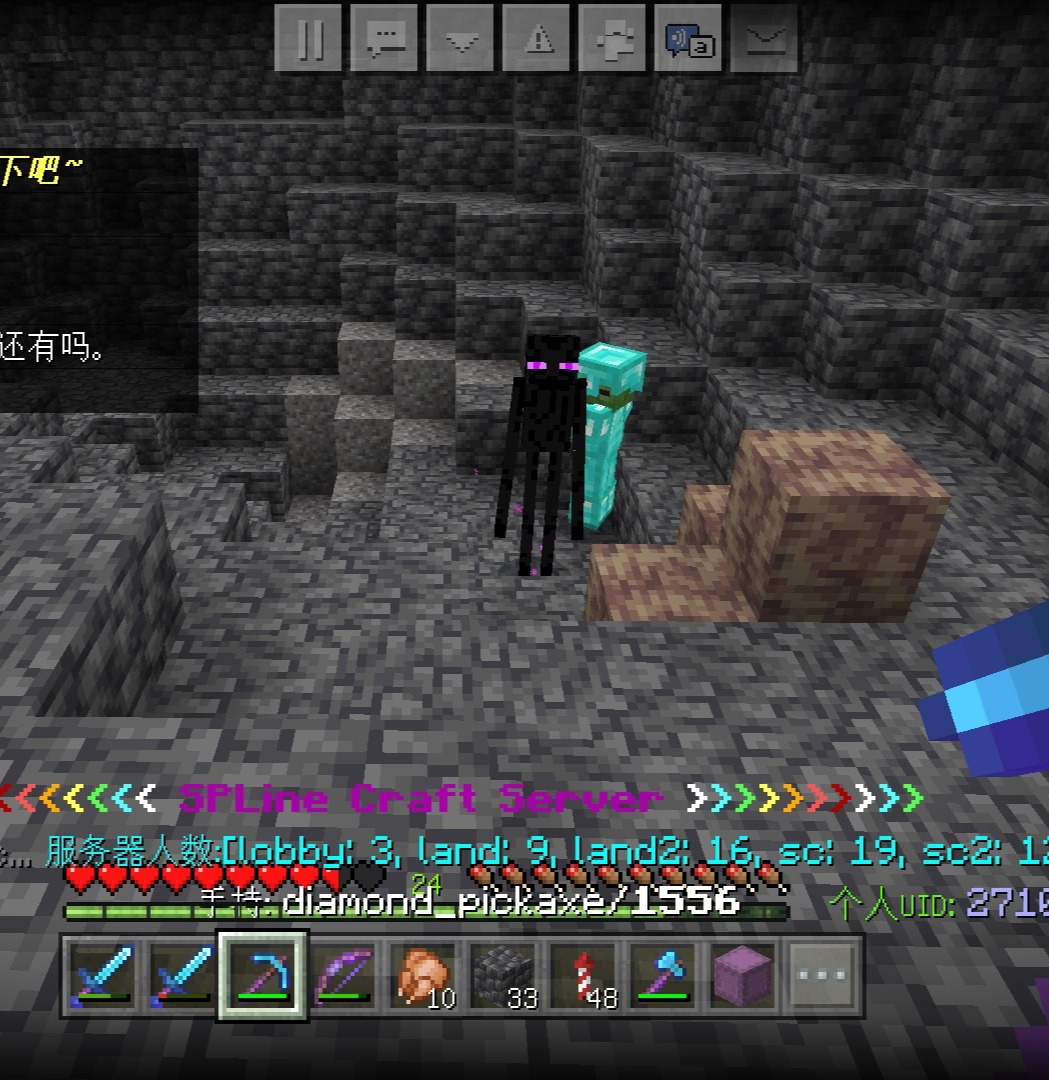 下吧~
还有吗。
SPLine Craft Server
服务器人数:[lobby: 3, land: 9, land2: 16, sc: 19, sc2: 12
24
手持: diamond_pickaxe/1556
个人UID: 2710
10
33
48